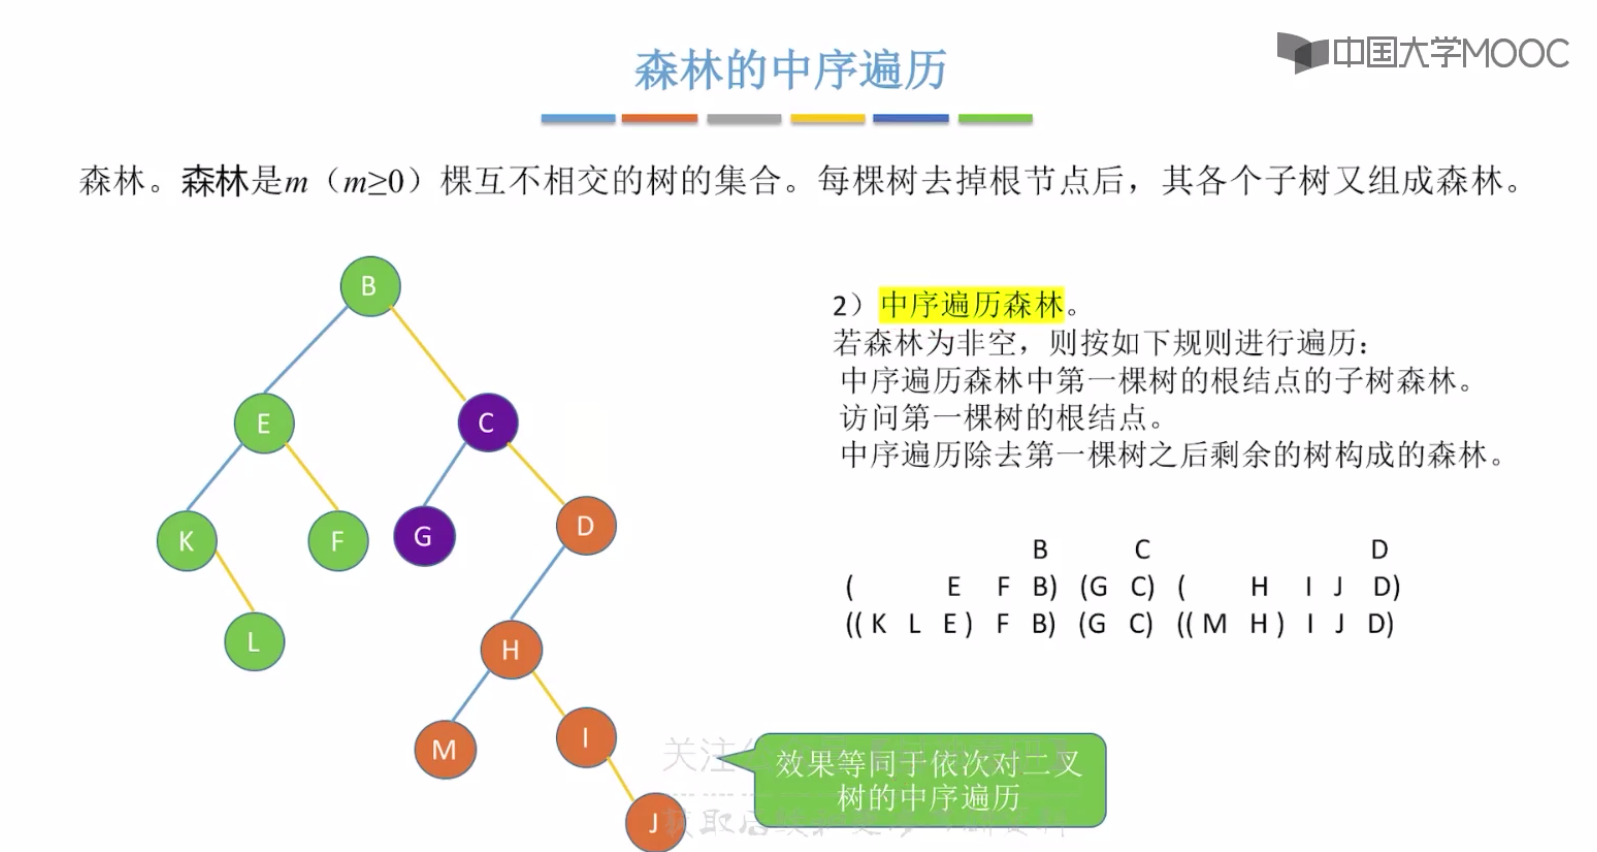 中国大学MOOC
森林的中序遍历
森林。森林是m（m≥0）棵互不相交的树的集合。每棵树去掉根节点后，其各个子树又组成森林。
B
E
C
K
F
G
D
L
H
M
I
J
2）中序遍历森林。
若森林为非空，则按如下规则进行遍历：
中序遍历森林中第一棵树的根结点的子树森林。
访问第一棵树的根结点。
中序遍历除去第一棵树之后剩余的树构成的森林。
B C D
( E F B) (G C) ( H I J D)
(( K L E ) F B) (G C) (( M H ) I J D)
关注
效果等同于依次对二叉
树的中序遍历